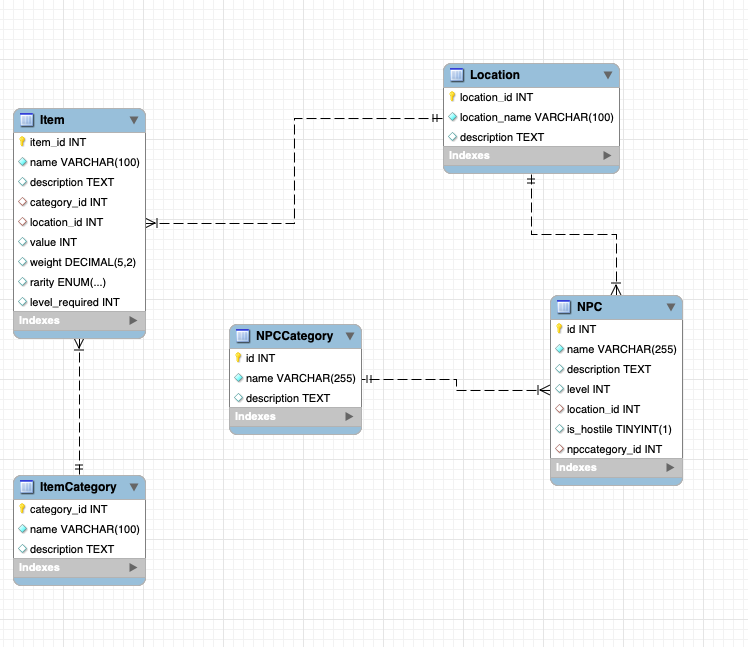 Location
location_id INT
location_name VARCHAR(100)
description TEXT
Indexes
Item
item_id INT
name VARCHAR(100)
description TEXT
category_id INT
location_id INT
value INT
weight DECIMAL(5,2)
rarity ENUM(...)
level_required INT
Indexes
NPC
id INT
name VARCHAR(255)
description TEXT
level INT
location_id INT
is_hostile TINYINT(1)
npccategory_id INT
Indexes
NPCCategory
id INT
name VARCHAR(255)
description TEXT
Indexes
ItemCategory
category_id INT
name VARCHAR(100)
description TEXT
Indexes